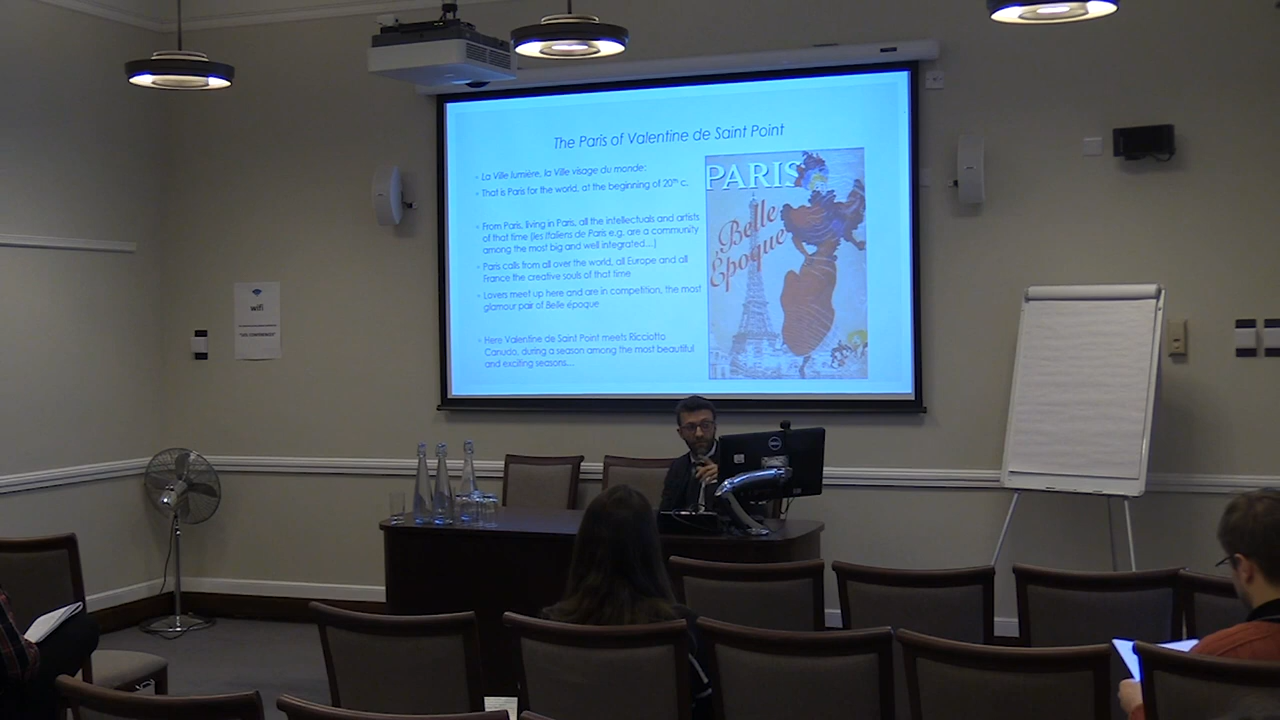 The Paris of Valentine de Saint Point
La Ville lumière, la Ville visage du monde:
That is Paris for the world, at the beginning of 20th c.
From Paris, living in Paris, all the intellectuals and artists
of that time (les Italiens de Paris e.g. are a community
among the most big and well integrated...)
Paris calls from all over the world, all Europe and all
France the creative souls of that time
Lovers meet up here and are in competition, the most
glamour pair of Belle époque
Here Valentine de Saint Point meets Ricciotto
Canudo, during a season among the most beautiful
and exciting seasons...
PARIS
Belle
Époque
wifi
DELL